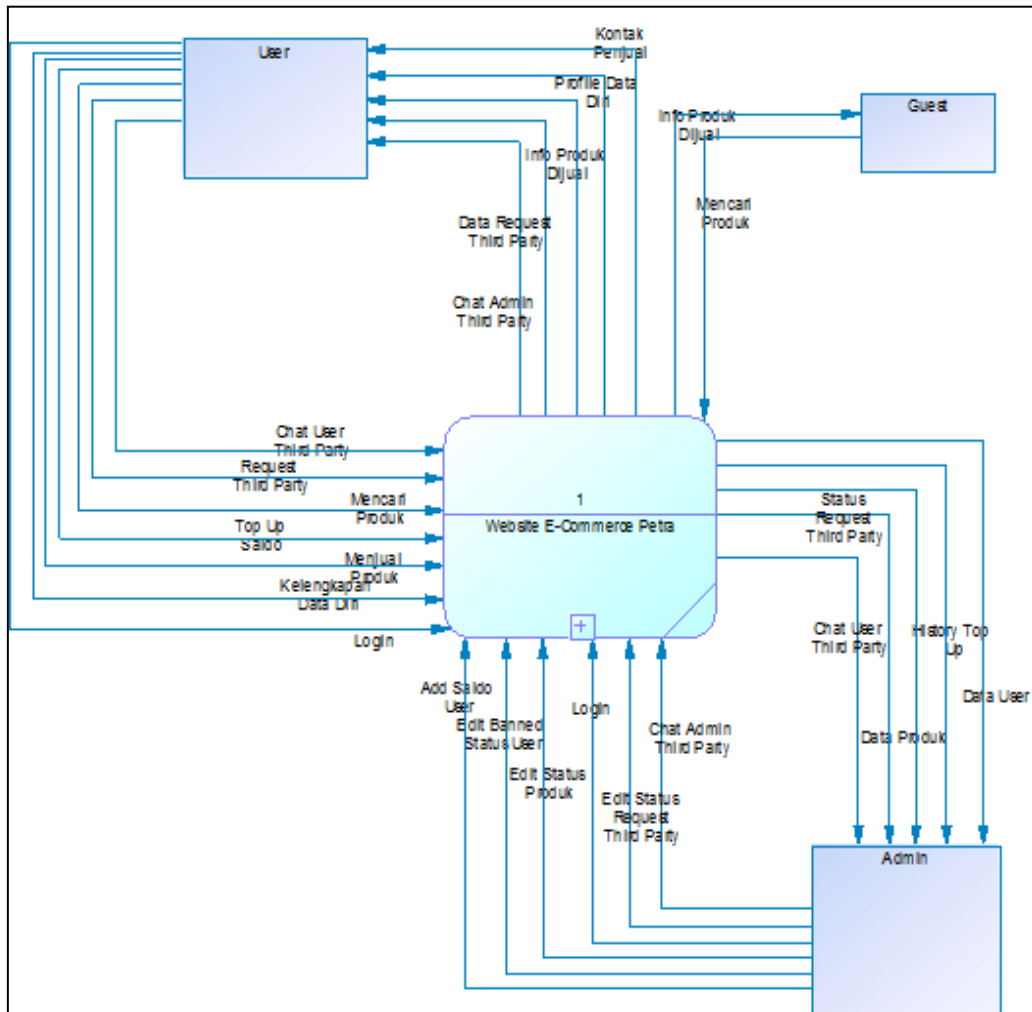 Kontak
Penjual
User
Profile Data
Diri
Guest
Info Produk
Dijual
Info Produk
Dijual
Mencari
Produk
Data Request
Third Party
Chat Admin
Third Party
Chat User
Third Party
Request
Third Party
Mencari
Produk
Top Up
Saldo
Menjual
Produk
Kelengkapan
Data Diri
Login
1
Website E-Commerce Petra
Status
Request
Third Party
Chat User
Third Party
History Top
Up
Data User
Data Produk
Add Saldo
User
Edit Banned
Status User
Edit Status
Produk
Login
Edit Status
Request
Third Party
Chat Admin
Third Party
Admin